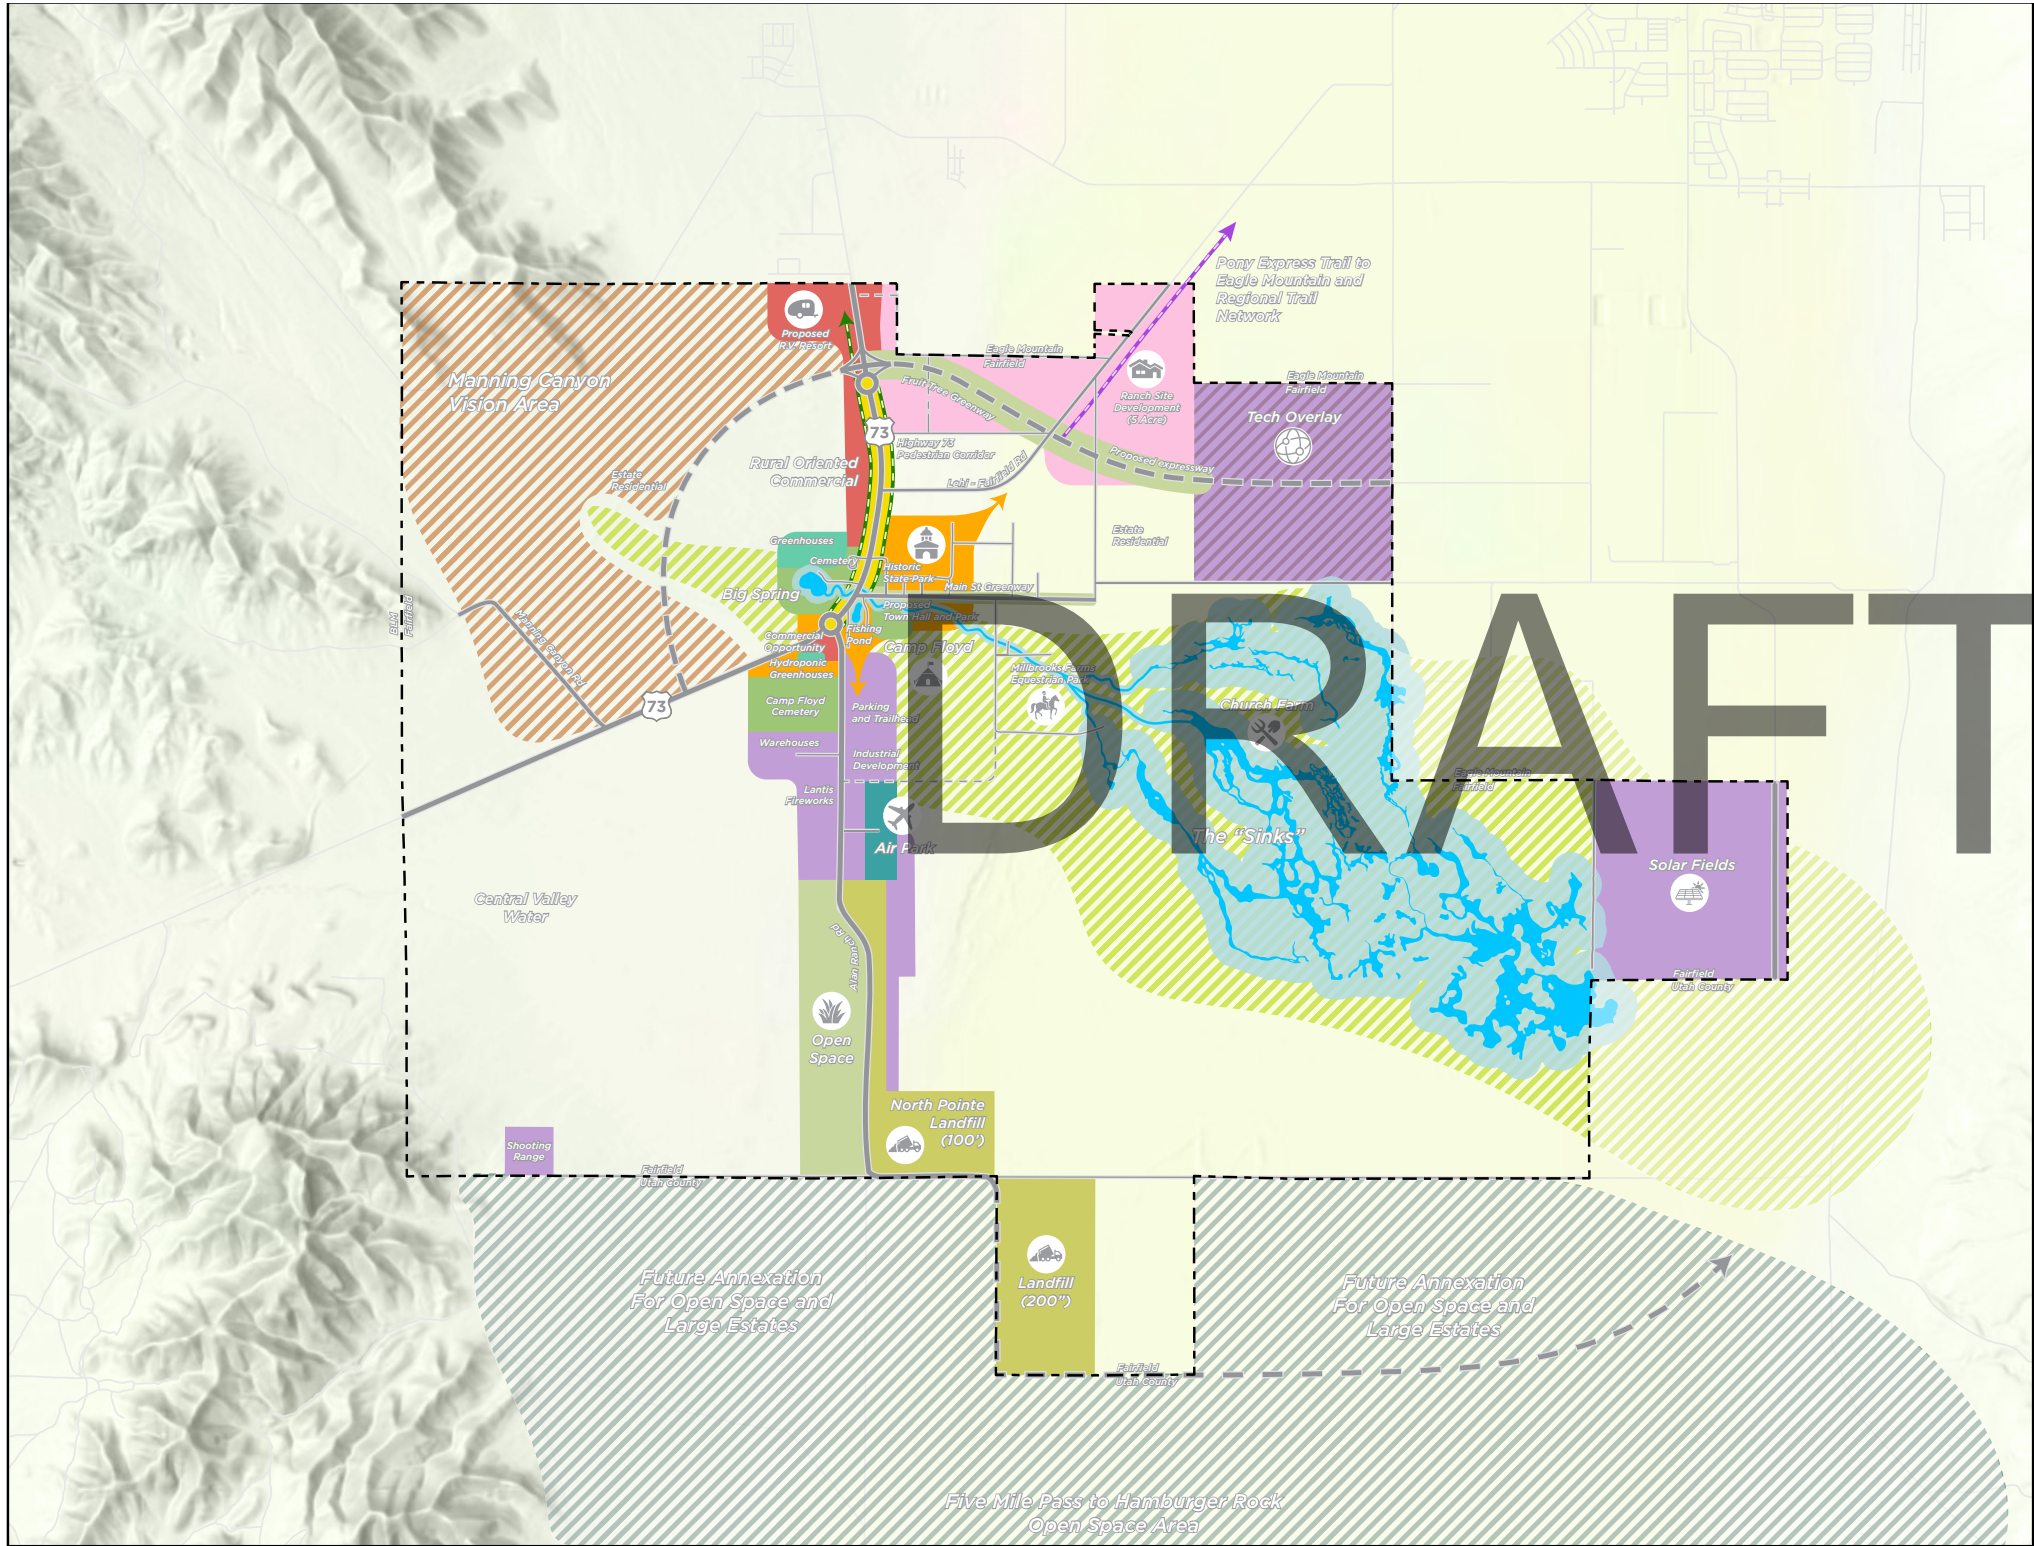 Pony Express Trail to
Eagle Mountain and
Regional Trail
Network
Proposed
R.V. Resort
Eagle Mountain
Fairfield
Manning Canyon
Vision Area
Fruit Tree Greenway
Ranch Site
Development
(5 Acre)
Eagle Mountain
Fairfield
Tech Overlay
73
Highway 73
Pedestrian Corridor
Proposed expressway
Rural Oriented
Commercial
Lehi - Fairfield Rd
Estate
Residential
Estate
Residential
Greenhouses
Cemetery
Historic
State Park
Main St Greenway
Big Spring
Proposed
Town Hall and Park
BLM
Fairfield
Manning Canyon Rd
Fishing
Pond
Commercial
Opportunity
Camp Floyd
Hydroponic
Greenhouses
Millbrooks Farms
Equestrian Park
DRAFT
73
Camp Floyd
Cemetery
Parking
and Trailhead
Church Farm
Warehouses
Industrial
Development
Eagle Mountain
Fairfield
Lantis
Fireworks
Air Park
The “Sinks”
Solar Fields
Central Valley
Water
Allan Ranch Rd
Fairfield
Utah County
Open
Space
North Pointe
Landfill
(100')
Shooting
Range
Fairfield
Utah County
Future Annexation
For Open Space and
Large Estates
Landfill
(200")
Future Annexation
For Open Space and
Large Estates
Fairfield
Utah County
Five Mile Pass to Hamburger Rock
Open Space Area